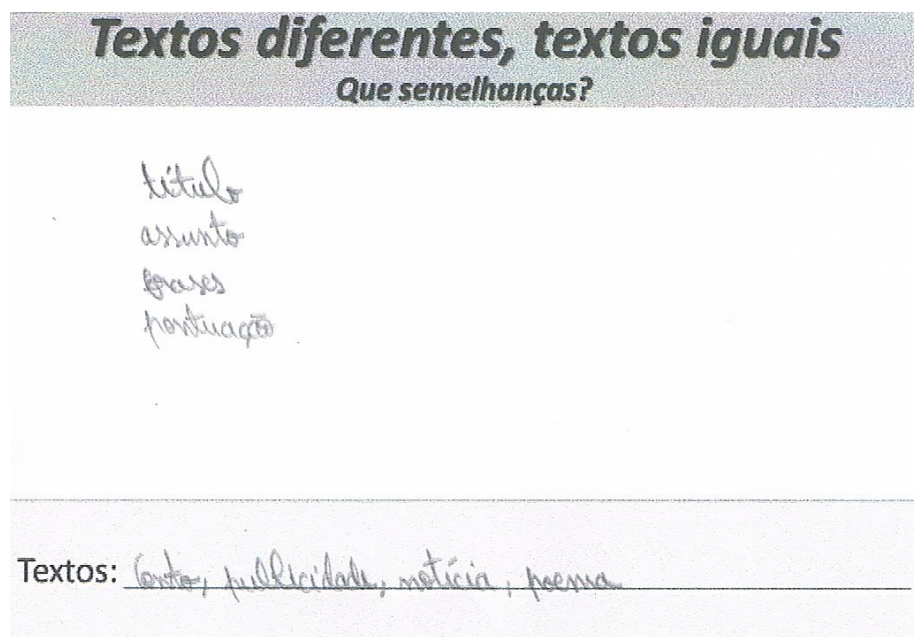 Textos diferentes, textos iguais
Que semelhanças?
título
assunto
frases
pontuação
Textos: Conto, publicidade, notícia, poema